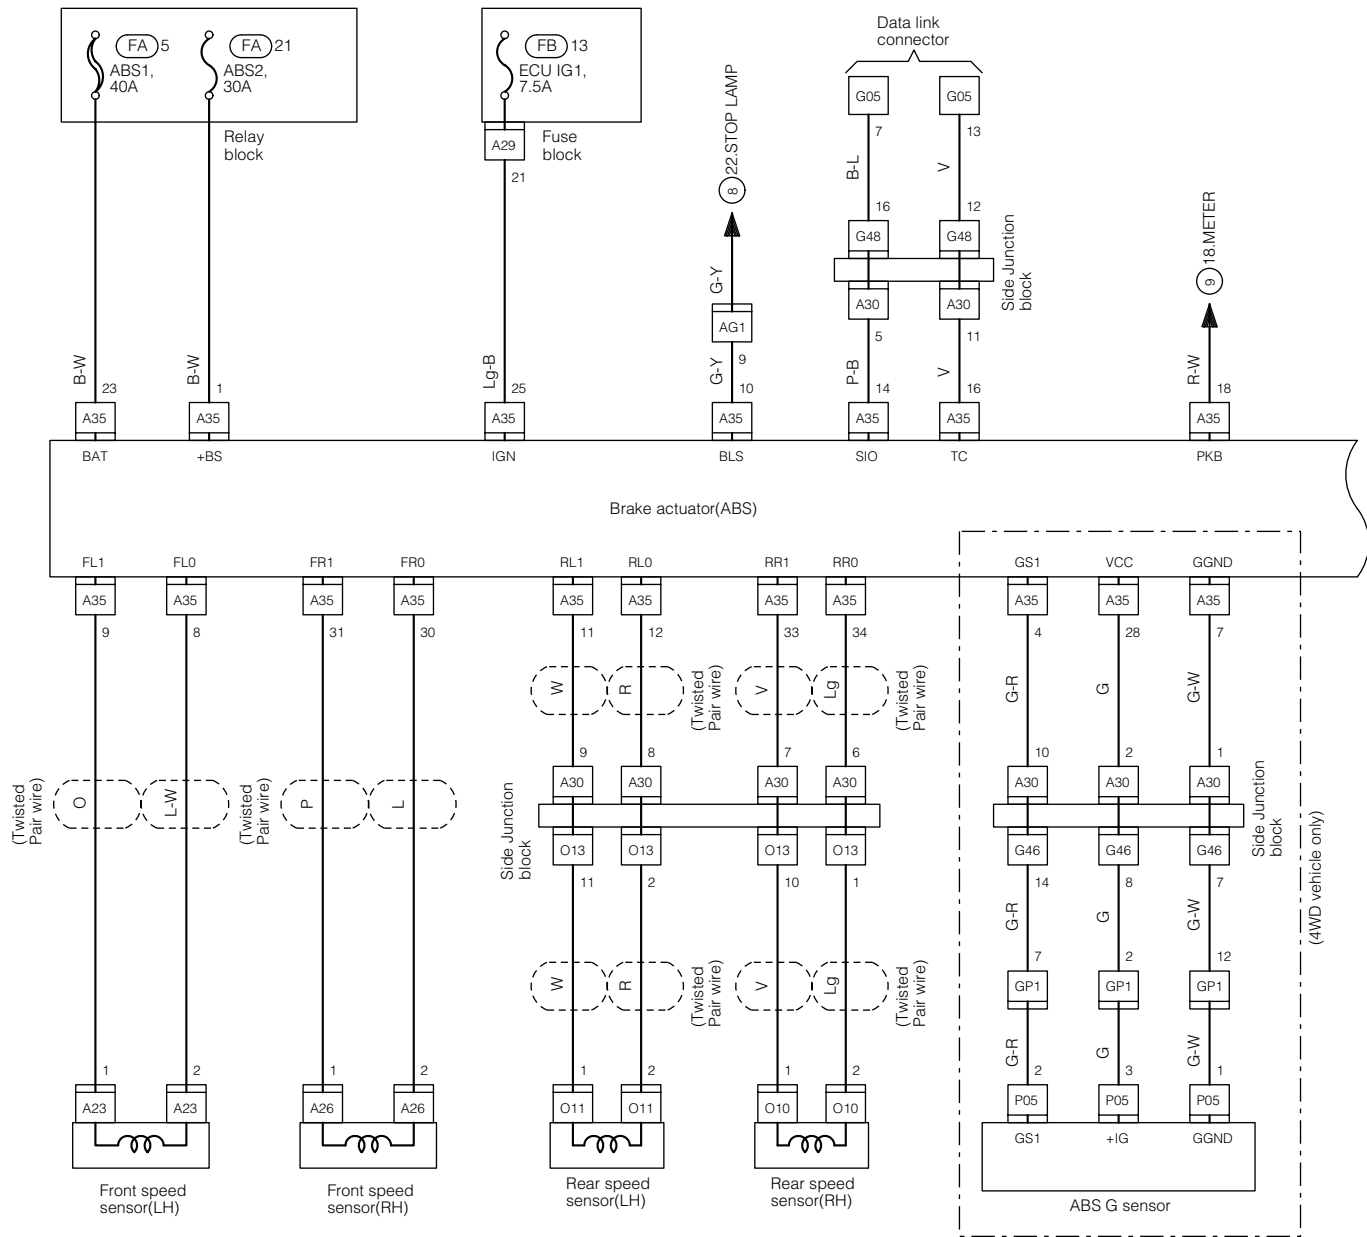 Data link
connector
FA 5
ABS1,
40A
FA 21
ABS2,
30A
FB 13
ECU IG1,
7.5A
G05 G05
7 13
Relay
block
A29
Fuse
block
21
8 22.STOP LAMP
B-L V
16 12
G48 G48
Side Junction
block
A30 A30
5 11
9 18.METER
G-Y
AG1
9
B-W B-W Lg-B G-Y P-B V R-W
23 1 25 10 14 16 18
A35 A35 A35 A35 A35 A35 A35
BAT +BS IGN BLS SIO TC PKB
Brake actuator(ABS)
FL1 FL0 FR1 FR0 RL1 RL0 RR1 RR0 GS1 VCC GGND
A35 A35 A35 A35 A35 A35 A35 A35 A35 A35 A35
9 8 31 30 11 12 33 34 4 28 7
W R
(Twisted
Pair wire)
V Lg
(Twisted
Pair wire)
G-R G G-W
9 8 7 6 10 2 1
A30 A30 A30 A30 A30 A30 A30
(Twisted
Pair wire)
O L-W
(Twisted
Pair wire)
P L
Side Junction
block
Side Junction
block
O13 O13 O13 O13 G46 G46 G46
11 2 10 1 14 8 7
(4WD vehicle only)
G-R G G-W
7 2 12
W R
(Twisted
Pair wire)
V Lg
(Twisted
Pair wire)
GP1 GP1 GP1
G-R G G-W
1 2 1 2 1 2 1 2 2 3 1
A23 A23 A26 A26 O11 O11 O10 O10 P05 P05 P05
GS1 +IG GGND
Front speed
sensor(LH)
Front speed
sensor(RH)
Rear speed
sensor(LH)
Rear speed
sensor(RH)
ABS G sensor